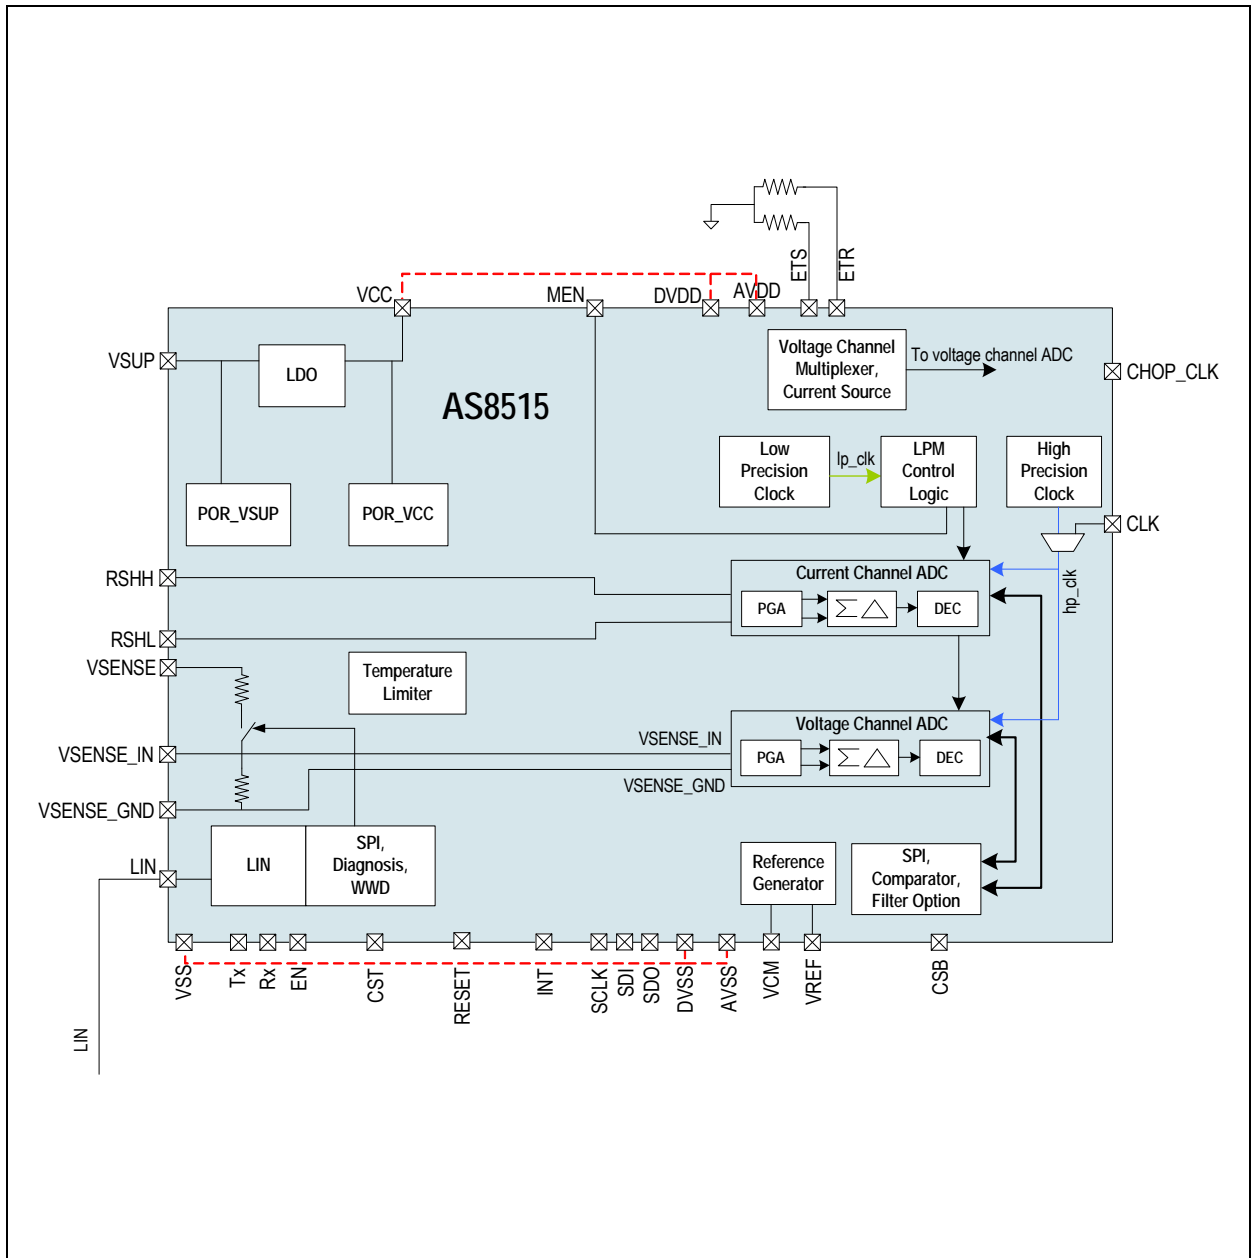 ETS
ETR
VCC
MEN
DVDD
AVDD
VSUP
LDO
Voltage Channel
Multiplexer,
Current Source
To voltage channel ADC
CHOP_CLK
AS8515
Low
Precision
Clock
lp_clk
LPM
Control
Logic
High
Precision
Clock
POR_VSUP
POR_VCC
CLK
RSHH
Current Channel ADC
hp_clk
PGA
ΣΔ
DEC
RSHL
VSENSE
Temperature
Limiter
Voltage Channel ADC
VSENSE_IN
VSENSE_IN
PGA
ΣΔ
DEC
VSENSE_GND
VSENSE_GND
LIN
LIN
SPI,
Diagnosis,
WWD
Reference
Generator
SPI,
Comparator,
Filter Option
VSS
Tx
Rx
EN
CST
RESET
INT
SCLK
SDI
SDO
DVSS
AVSS
VCM
VREF
CSB
LIN